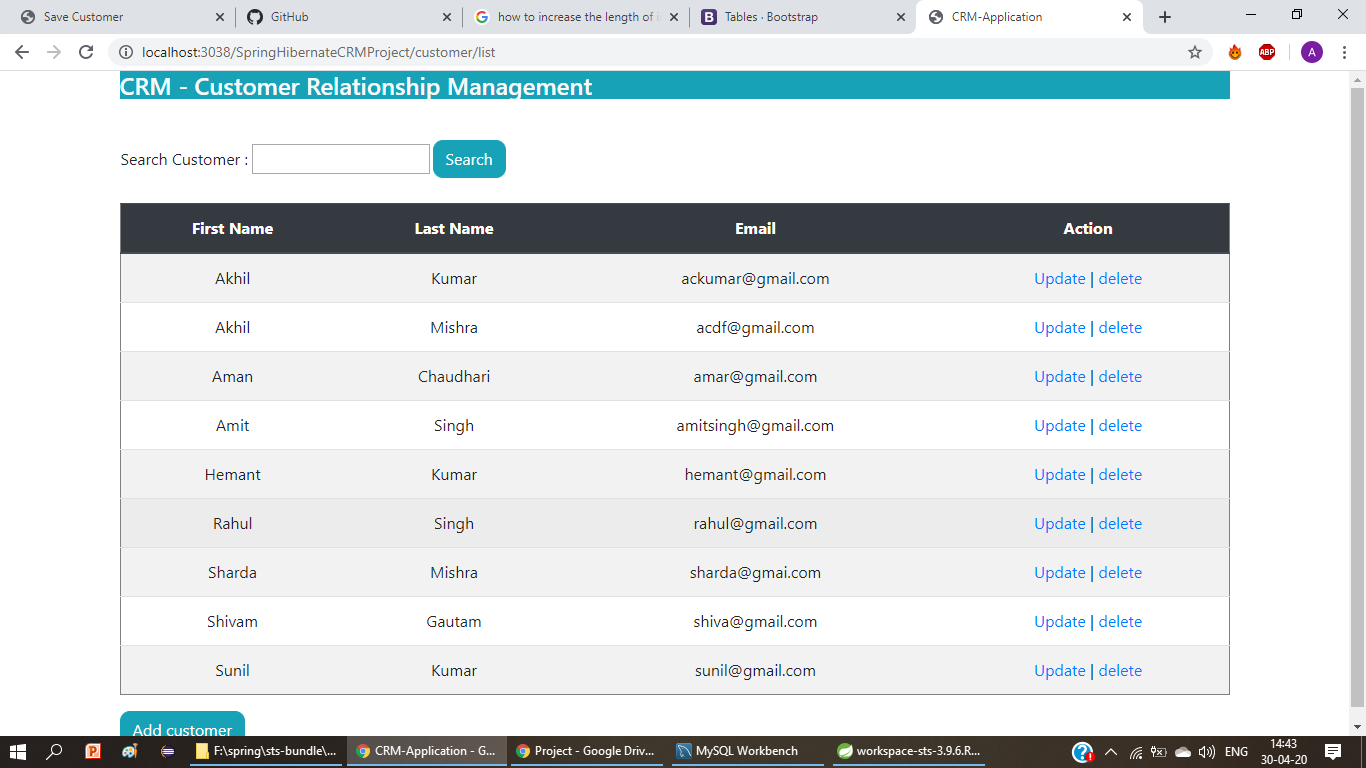 Save Customer
GitHub
how to increase the length of i
Tables · Bootstrap
CRM-Application
localhost:3038/SpringHibernateCRMProject/customer/list
ABP
A
CRM - Customer Relationship Management
Search Customer : Search
First Name Last Name Email Action
Akhil Kumar ackumar@gmail.com Update | delete
Akhil Mishra acdf@gmail.com Update | delete
Aman Chaudhari amar@gmail.com Update | delete
Amit Singh amitsingh@gmail.com Update | delete
Hemant Kumar hemant@gmail.com Update | delete
Rahul Singh rahul@gmail.com Update | delete
Sharda Mishra sharda@gmai.com Update | delete
Shivam Gautam shiva@gmail.com Update | delete
Sunil Kumar sunil@gmail.com Update | delete
Add customer
F:\spring\sts-bundle\...
CRM-Application - G...
Project - Google Driv...
MySQL Workbench
workspace-sts-3.9.6.R...
ENG
14:43
30-04-20